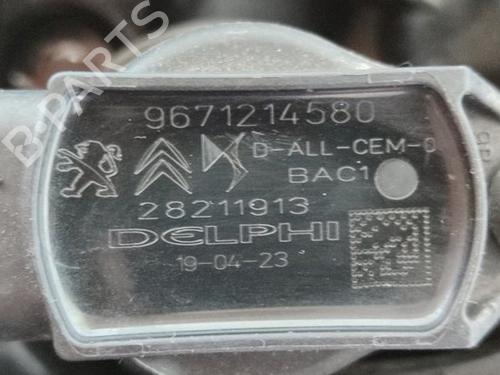 9671214580
D-ALL-CEM-0
BAC1
28211913
DELPHI
19-04-23
B-PARTS